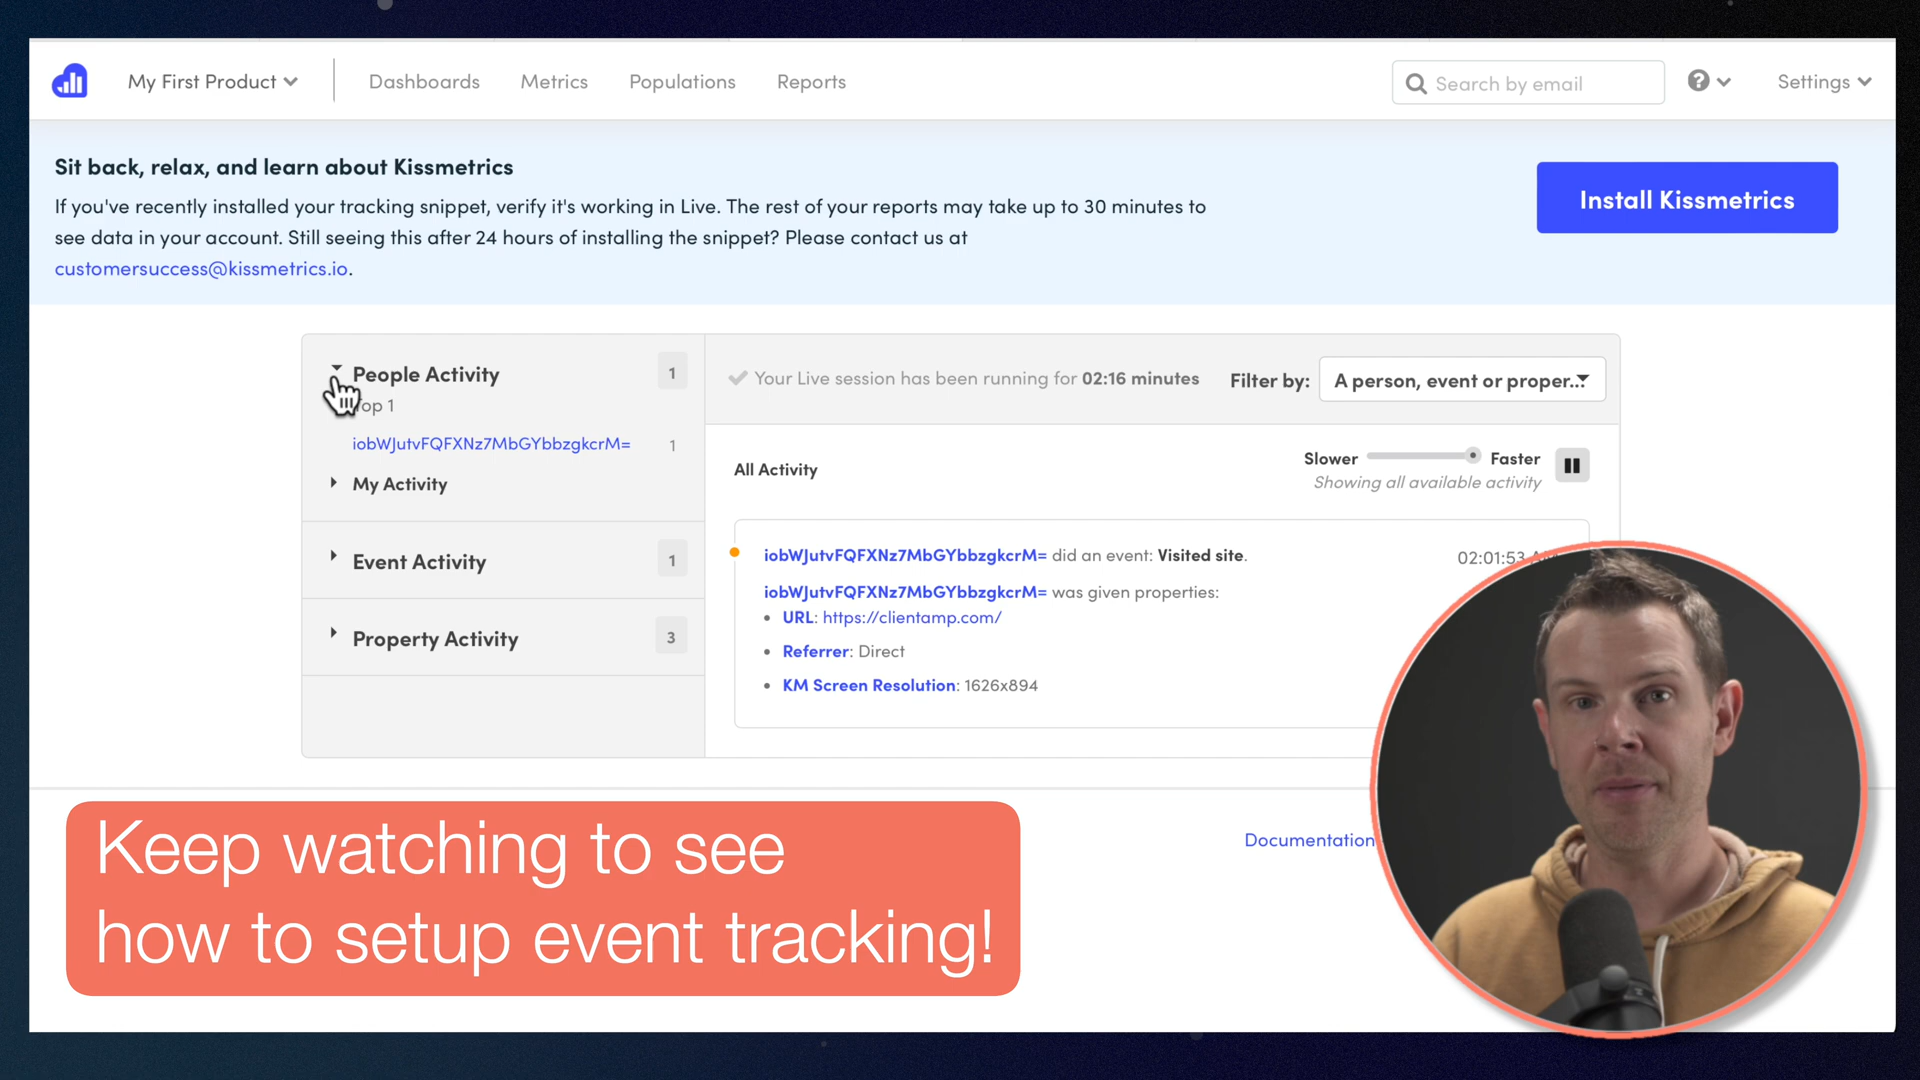 My First Product
Dashboards
Metrics
Populations
Reports
Search by email
Settings
Sit back, relax, and learn about Kissmetrics
If you've recently installed your tracking snippet, verify it's working in Live. The rest of your reports may take up to 30 minutes to
see data in your account. Still seeing this after 24 hours of installing the snippet? Please contact us at
customersuccess@kissmetrics.io.
Install Kissmetrics
People Activity
1
Top 1
iobWJutvFQFXNz7MbGYbbzgkcrM=
1
My Activity
Event Activity
1
Property Activity
3
Your Live session has been running for 02:16 minutes
Filter by:
A person, event or proper...
All Activity
Slower
Faster
Showing all available activity
iobWJutvFQFXNz7MbGYbbzgkcrM= did an event: Visited site.
02:01:53
iobWJutvFQFXNz7MbGYbbzgkcrM= was given properties:
• URL: https://clientamp.com/
• Referrer: Direct
• KM Screen Resolution: 1626x894
Documentation
Keep watching to see
how to setup event tracking!